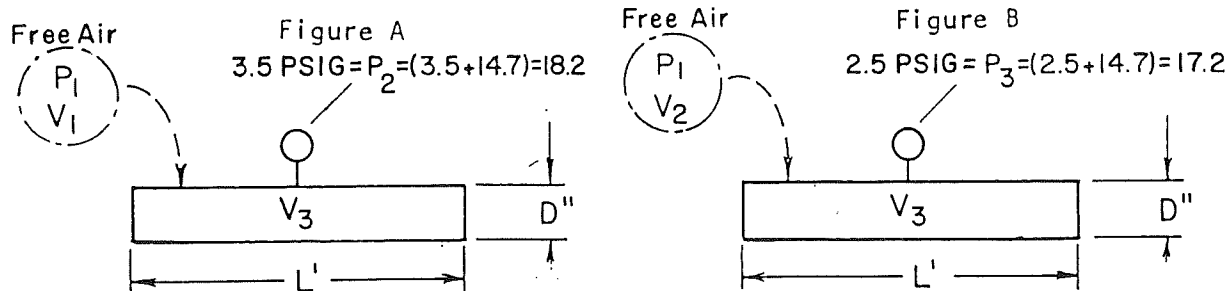 Figure A
Free Air
3.5 PSIG = P2 = (3.5+14.7) = 18.2
P1
V1
V3
D"
L'
Figure B
Free Air
2.5 PSIG = P3 = (2.5+14.7) = 17.2
P1
V2
V3
D"
L'